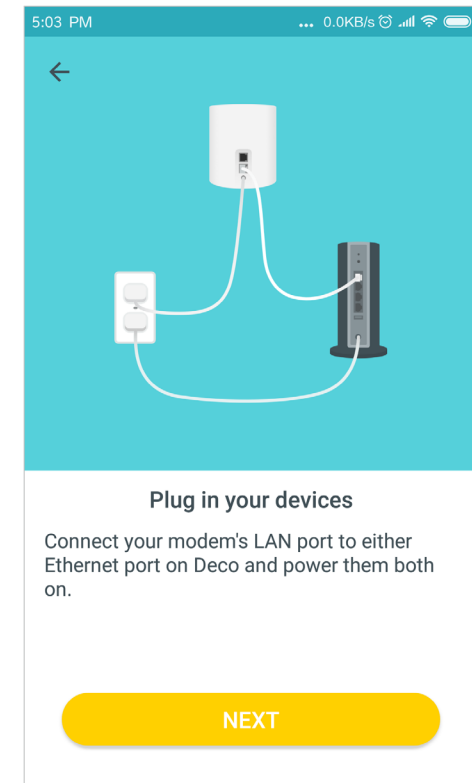 5:03 PM ... 0.0KB/s
Plug in your devices
Connect your modem's LAN port to either
Ethernet port on Deco and power them both
on.
NEXT